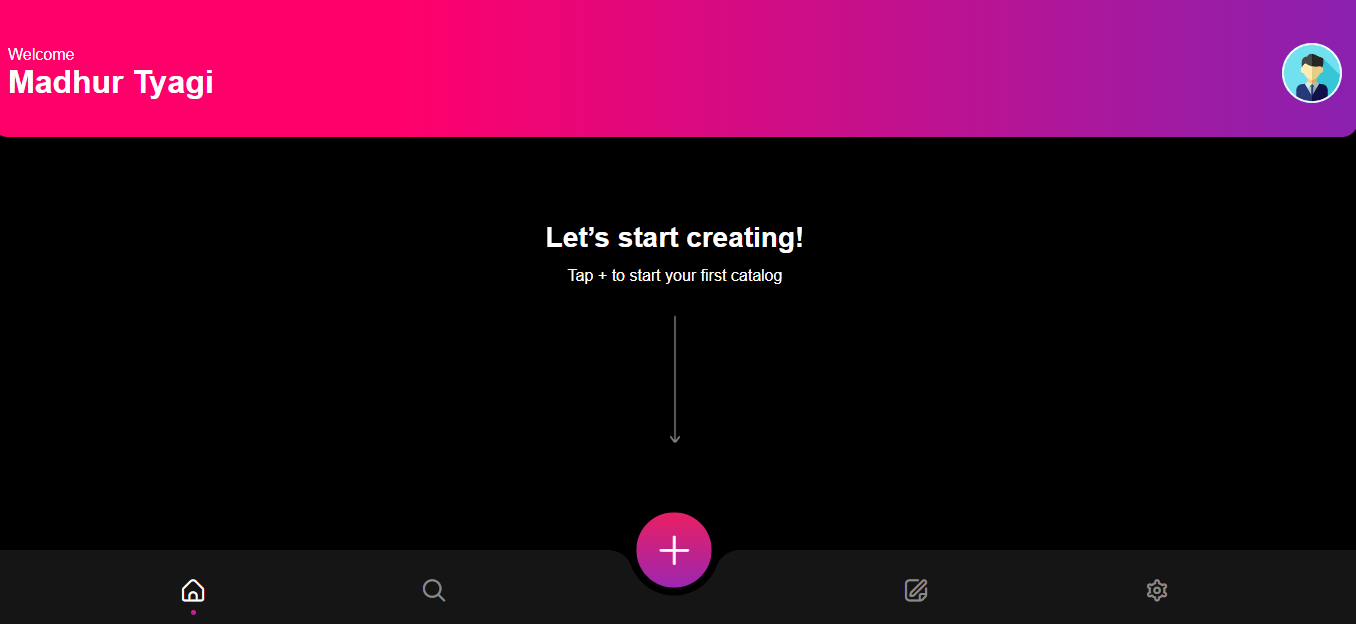 Welcome
Madhur Tyagi
Let’s start creating!
Tap + to start your first catalog